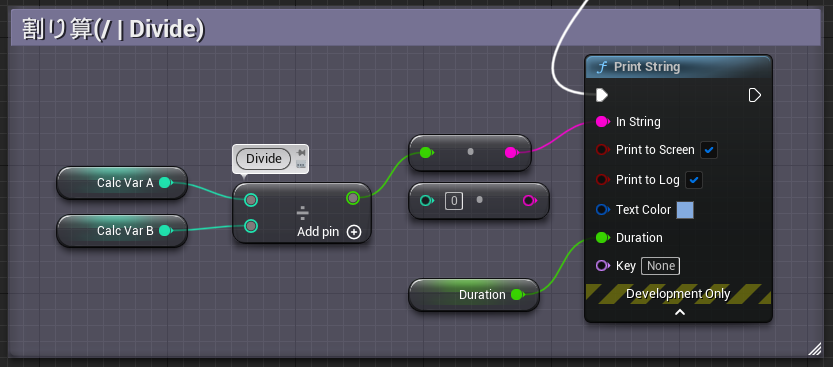 割り算(/ | Divide)
Print String
In String
Divide
Print to Screen
Calc Var A
Print to Log
0
Text Color
Calc Var B
Add pin
Duration
Key None
Duration
Development Only